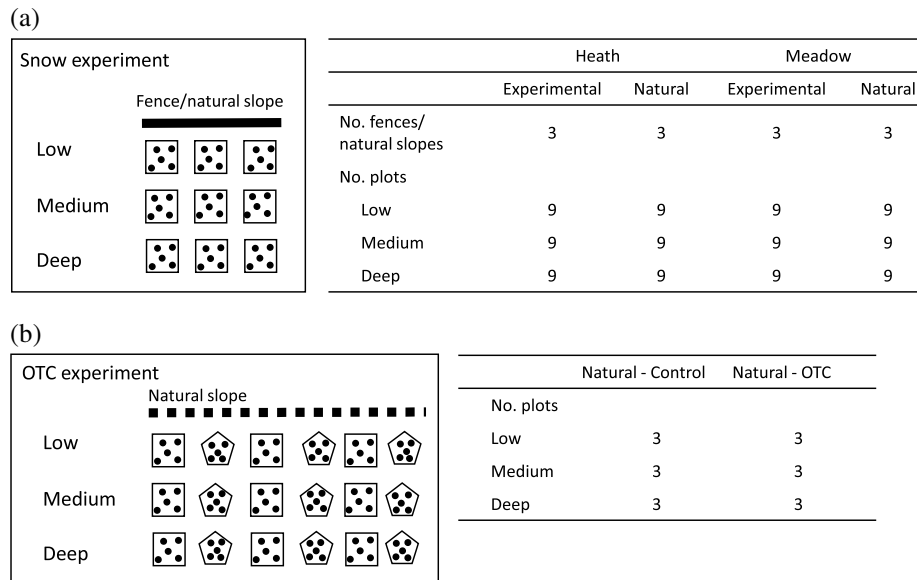 (a)
Snow experiment
Fence/natural slope
Low
Medium
Deep
Heath Meadow
Experimental Natural Experimental Natural
No. fences/
natural slopes 3 3 3 3
No. plots
Low 9 9 9 9
Medium 9 9 9 9
Deep 9 9 9 9
(b)
OTC experiment
Natural slope
Low
Medium
Deep
Natural - Control Natural - OTC
No. plots
Low 3 3
Medium 3 3
Deep 3 3